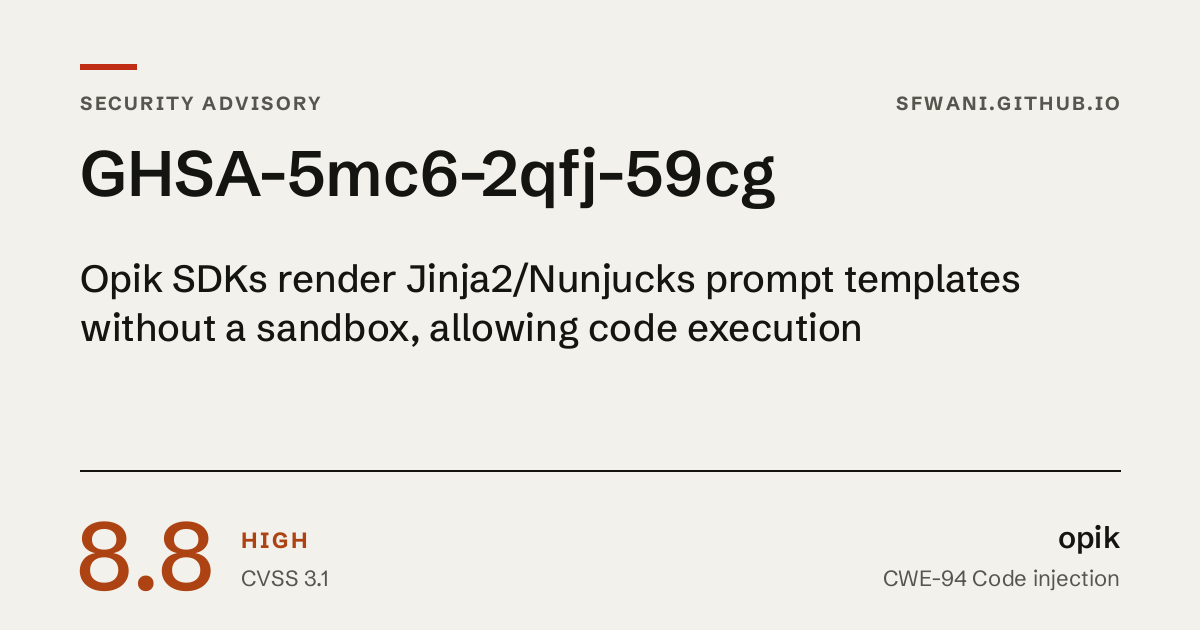 SECURITY ADVISORY
SFWANI.GITHUB.IO
GHSA-5mc6-2qfj-59cg
Opik SDKs render Jinja2/Nunjucks prompt templates
without a sandbox, allowing code execution
8.8
HIGH
CVSS 3.1
opik
CWE-94 Code injection